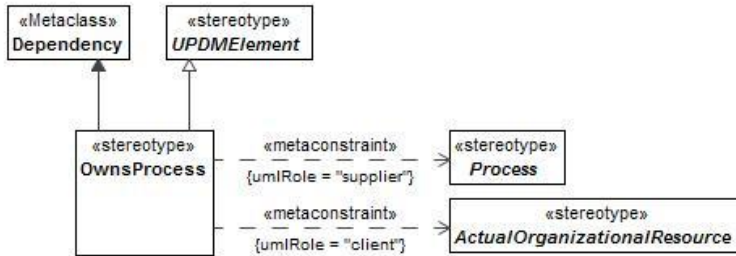 «Metaclass»
Dependency
«stereotype»
UPDMElement
«stereotype»
OwnsProcess
«metaconstraint»
{umlRole = "supplier"}
«stereotype»
Process
«metaconstraint»
{umlRole = "client"}
«stereotype»
ActualOrganizationalResource